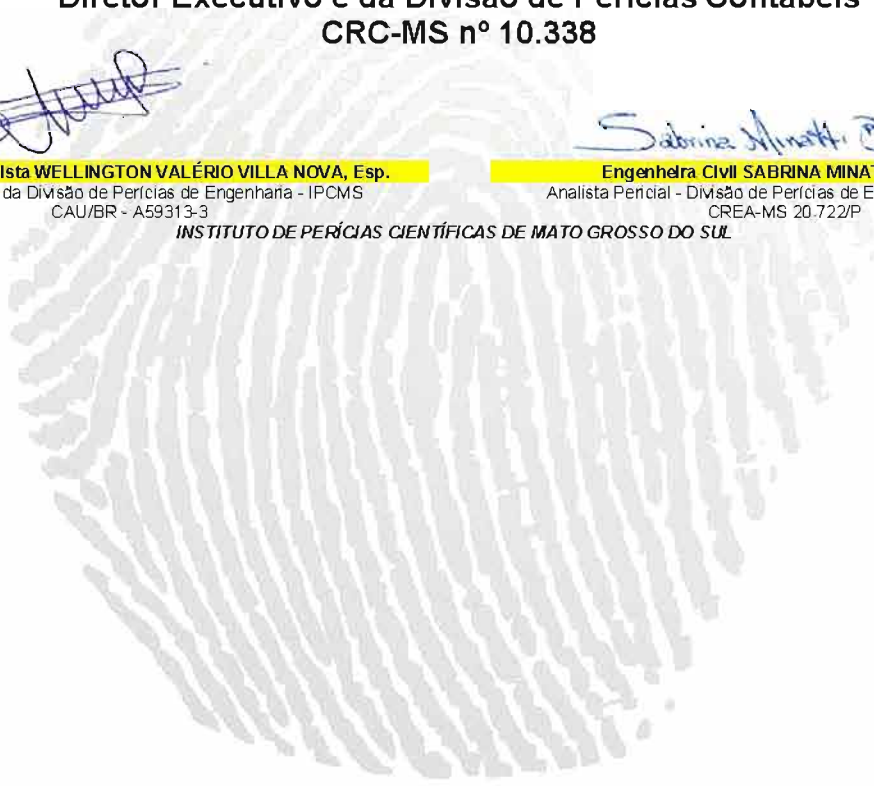 Diretor Executivo e da Divisão de Perícias Contábeis
CRC-MS nº 10.338
Sabrina Minatti
ista WELLINGTON VALÉRIO VILLA NOVA, Esp.
da Divisão de Perícias de Engenharia - IPCMS
CAU/BR - A59313-3
Engenheira Civil SABRINA MINAT
Analista Pericial - Divisão de Perícias de E
CREA-MS 20.722/P
INSTITUTO DE PERÍCIAS CIENTÍFICAS DE MATO GROSSO DO SUL